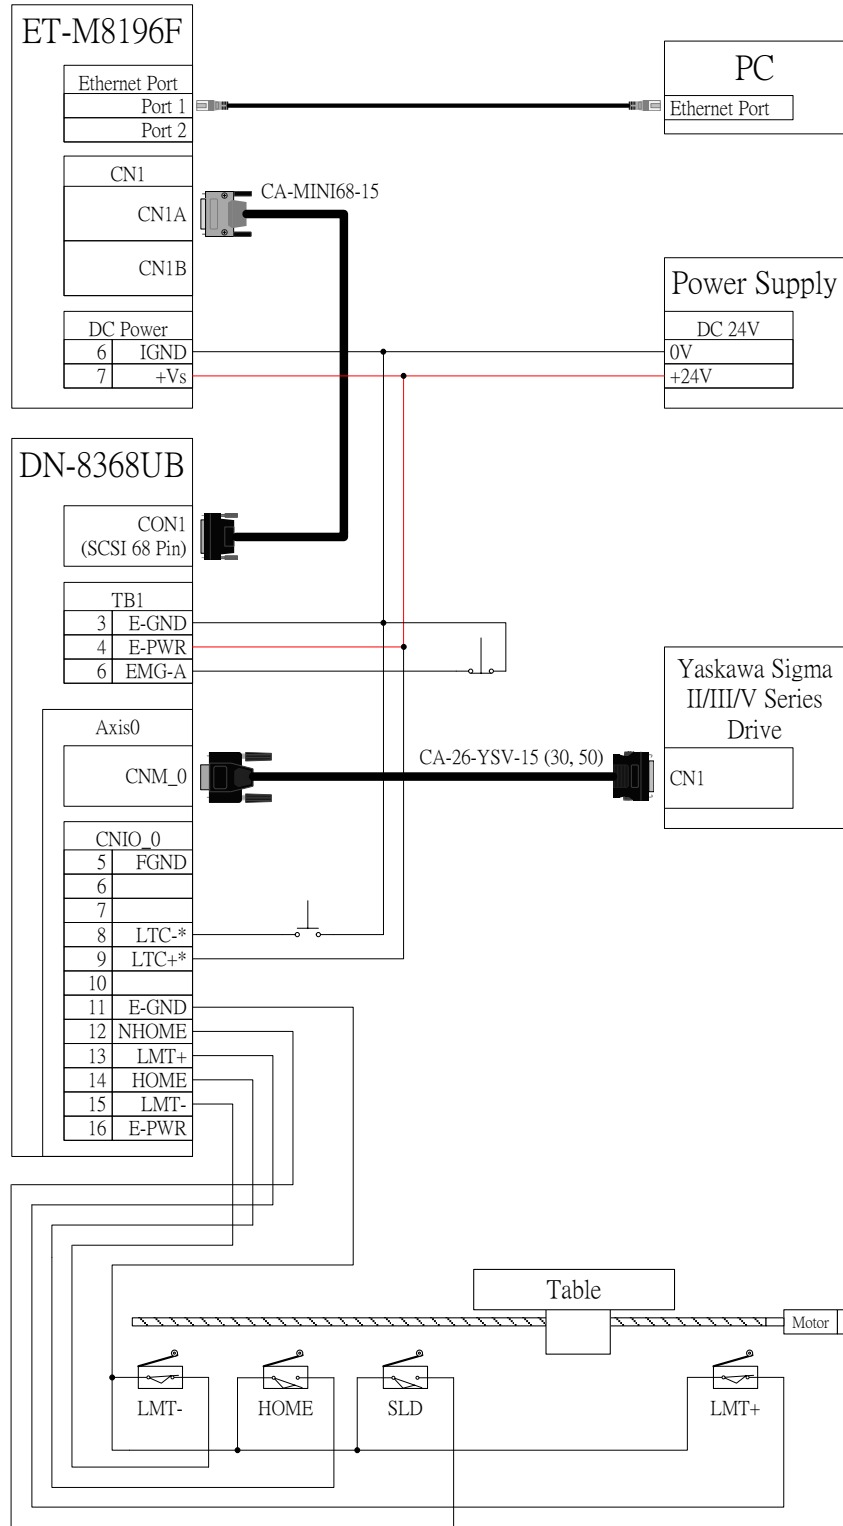 ET-M8196F
Ethernet Port
Port 1
Port 2
PC
Ethernet Port
CN1
CN1A
CN1B
CA-MINI68-15
DC Power
6 IGND
7 +Vs
Power Supply
DC 24V
0V
+24V
DN-8368UB
CON1
(SCSI 68 Pin)
TB1
3 E-GND
4 E-PWR
6 EMG-A
Axis0
CNM_0
CA-26-YSV-15 (30, 50)
Yaskawa Sigma
II/III/V Series
Drive
CN1
CNIO_0
5 FGND
6
7
8 LTC-*
9 LTC+*
10
11 E-GND
12 NHOME
13 LMT+
14 HOME
15 LMT-
16 E-PWR
Table
Motor
LMT-
HOME
SLD
LMT+